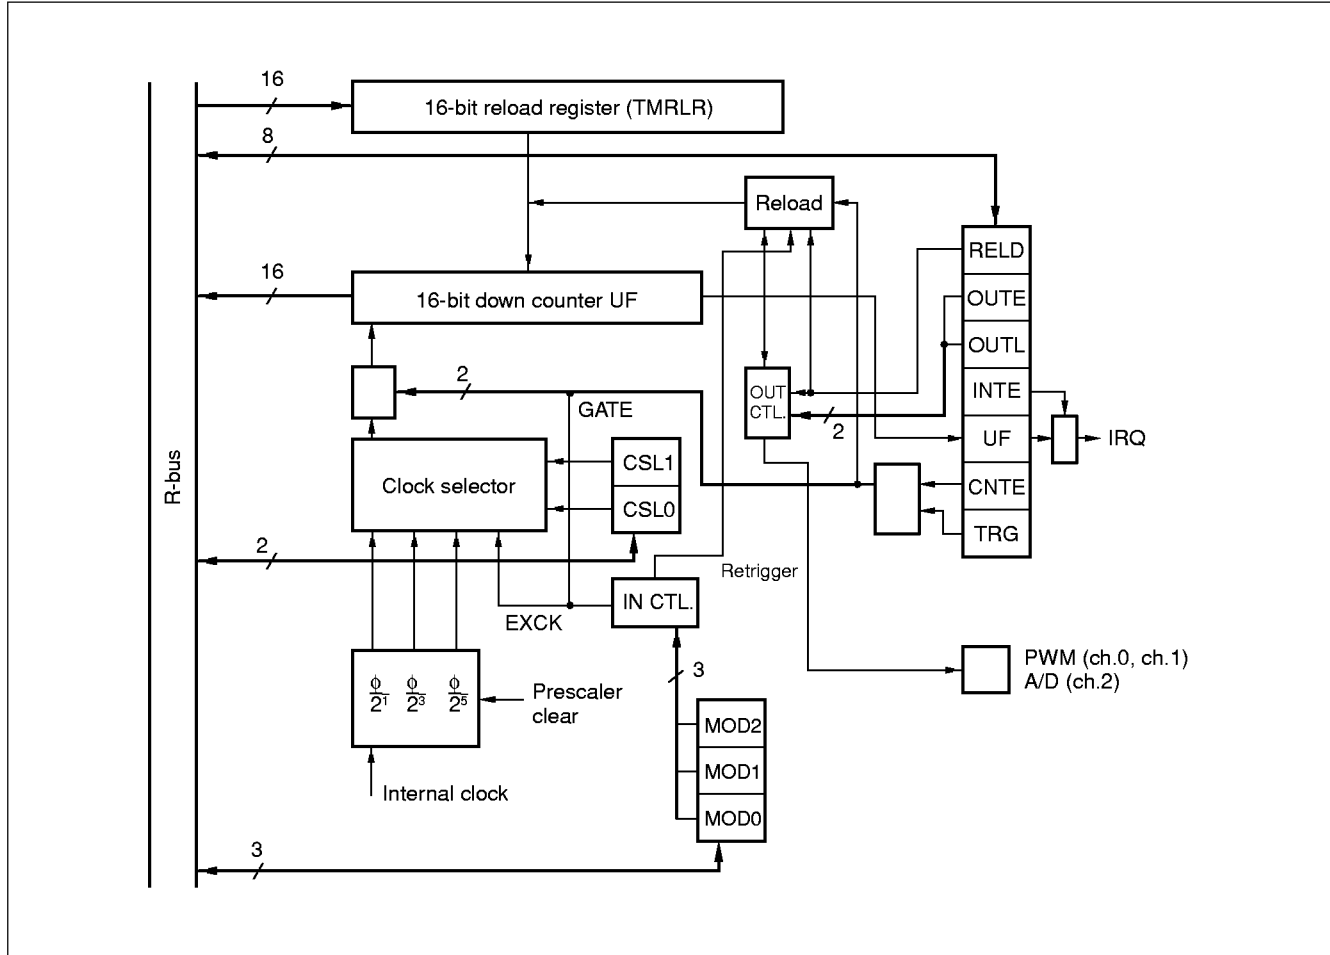 16
16-bit reload register (TMRLR)
8
Reload
RELD
16
16-bit down counter UF
OUTE
OUTL
2
GATE
OUT
CTL.
2
INTE
UF
IRQ
R-bus
Clock selector
CSL1
CSL0
CNTE
TRG
2
Retrigger
EXCK
IN CTL.
3
PWM (ch.0, ch.1)
A/D (ch.2)
ϕ
2¹
ϕ
2³
ϕ
2⁵
Prescaler
clear
MOD2
MOD1
MOD0
Internal clock
3